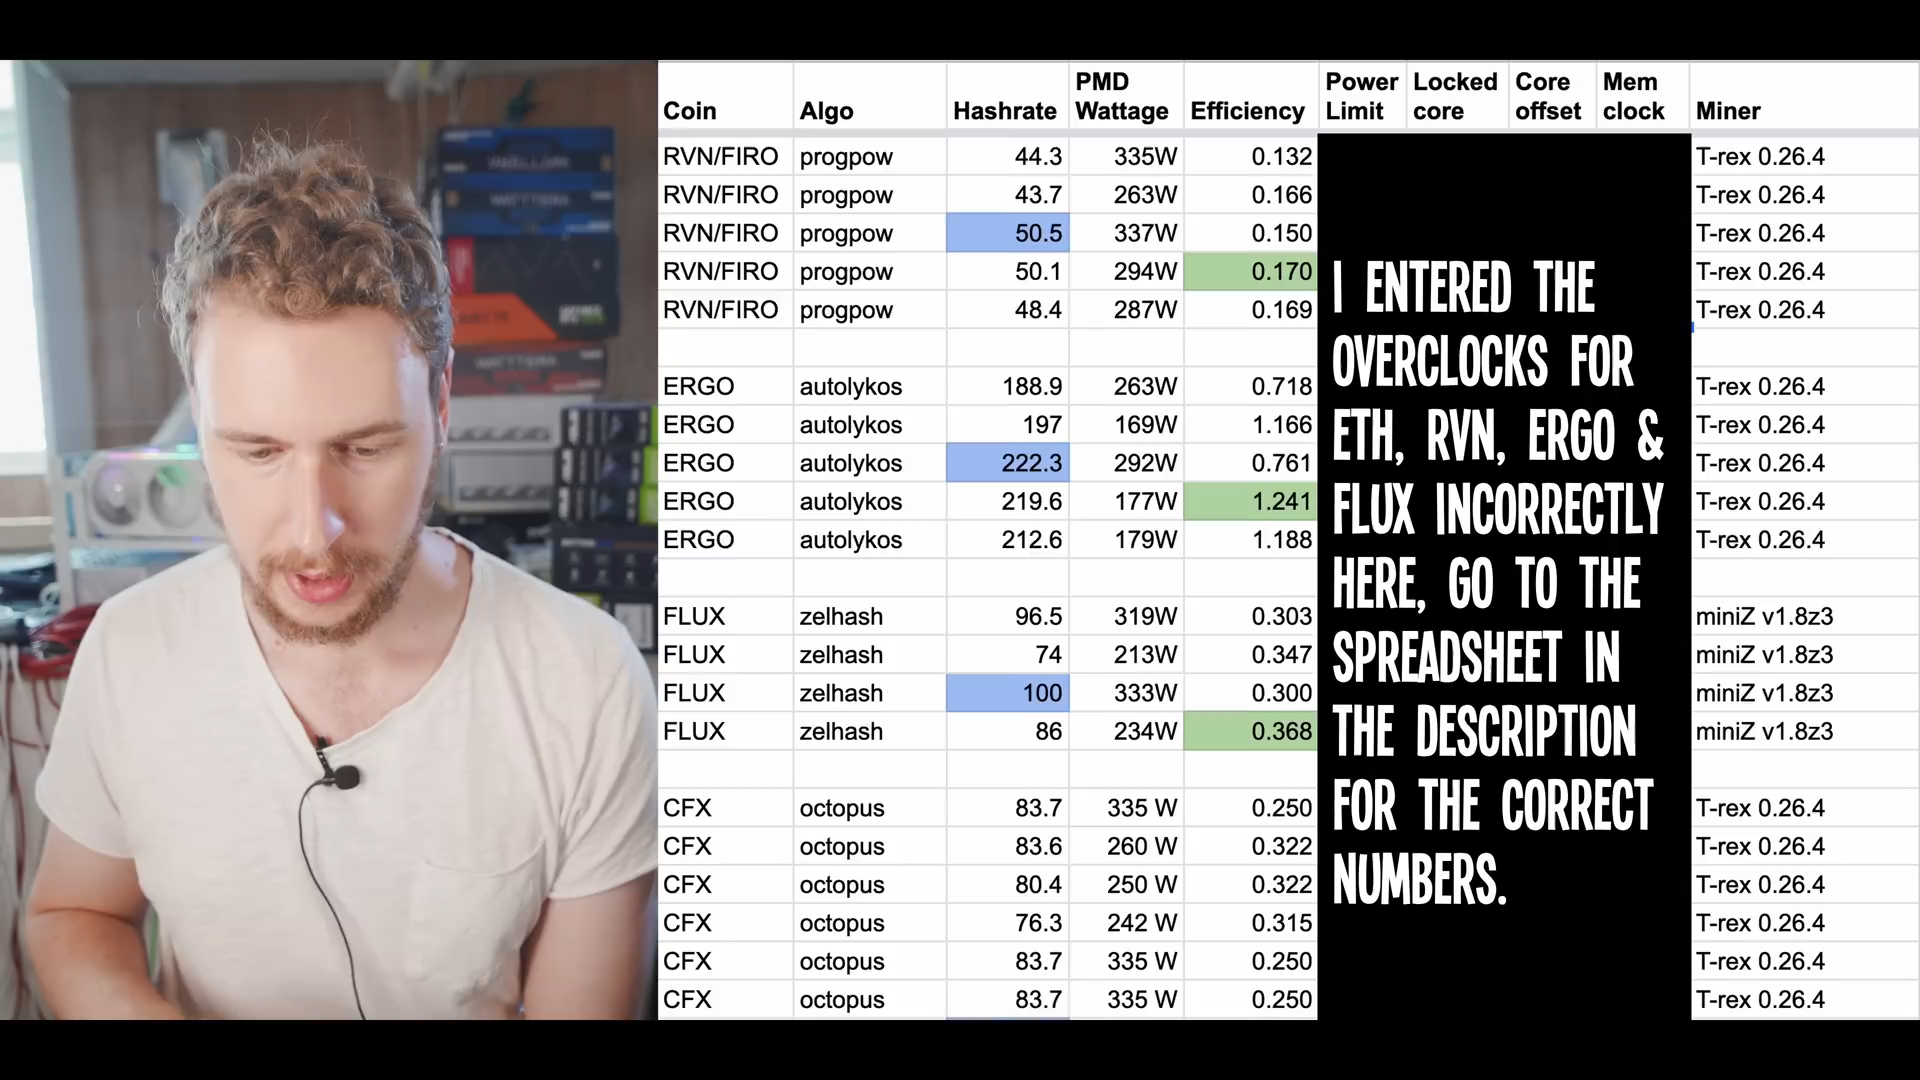 Coin Algo Hashrate PMD Wattage Efficiency Power Limit Locked core Core offset Mem clock Miner
RVN/FIRO progpow 44.3 335W 0.132 T-rex 0.26.4
RVN/FIRO progpow 43.7 263W 0.166 T-rex 0.26.4
RVN/FIRO progpow 50.5 337W 0.150 T-rex 0.26.4
RVN/FIRO progpow 50.1 294W 0.170 T-rex 0.26.4
RVN/FIRO progpow 48.4 287W 0.169 T-rex 0.26.4
ERGO autolykos 188.9 263W 0.718 T-rex 0.26.4
ERGO autolykos 197 169W 1.166 T-rex 0.26.4
ERGO autolykos 222.3 292W 0.761 T-rex 0.26.4
ERGO autolykos 219.6 177W 1.241 T-rex 0.26.4
ERGO autolykos 212.6 179W 1.188 T-rex 0.26.4
FLUX zelhash 96.5 319W 0.303 miniZ v1.8z3
FLUX zelhash 74 213W 0.347 miniZ v1.8z3
FLUX zelhash 100 333W 0.300 miniZ v1.8z3
FLUX zelhash 86 234W 0.368 miniZ v1.8z3
CFX octopus 83.7 335 W 0.250 T-rex 0.26.4
CFX octopus 83.6 260 W 0.322 T-rex 0.26.4
CFX octopus 80.4 250 W 0.322 T-rex 0.26.4
CFX octopus 76.3 242 W 0.315 T-rex 0.26.4
CFX octopus 83.7 335 W 0.250 T-rex 0.26.4
CFX octopus 83.7 335 W 0.250 T-rex 0.26.4
I ENTERED THE
OVERCLOCKS FOR
ETH, RVN, ERGO &
FLUX INCORRECTLY
HERE, GO TO THE
SPREADSHEET IN
THE DESCRIPTION
FOR THE CORRECT
NUMBERS.